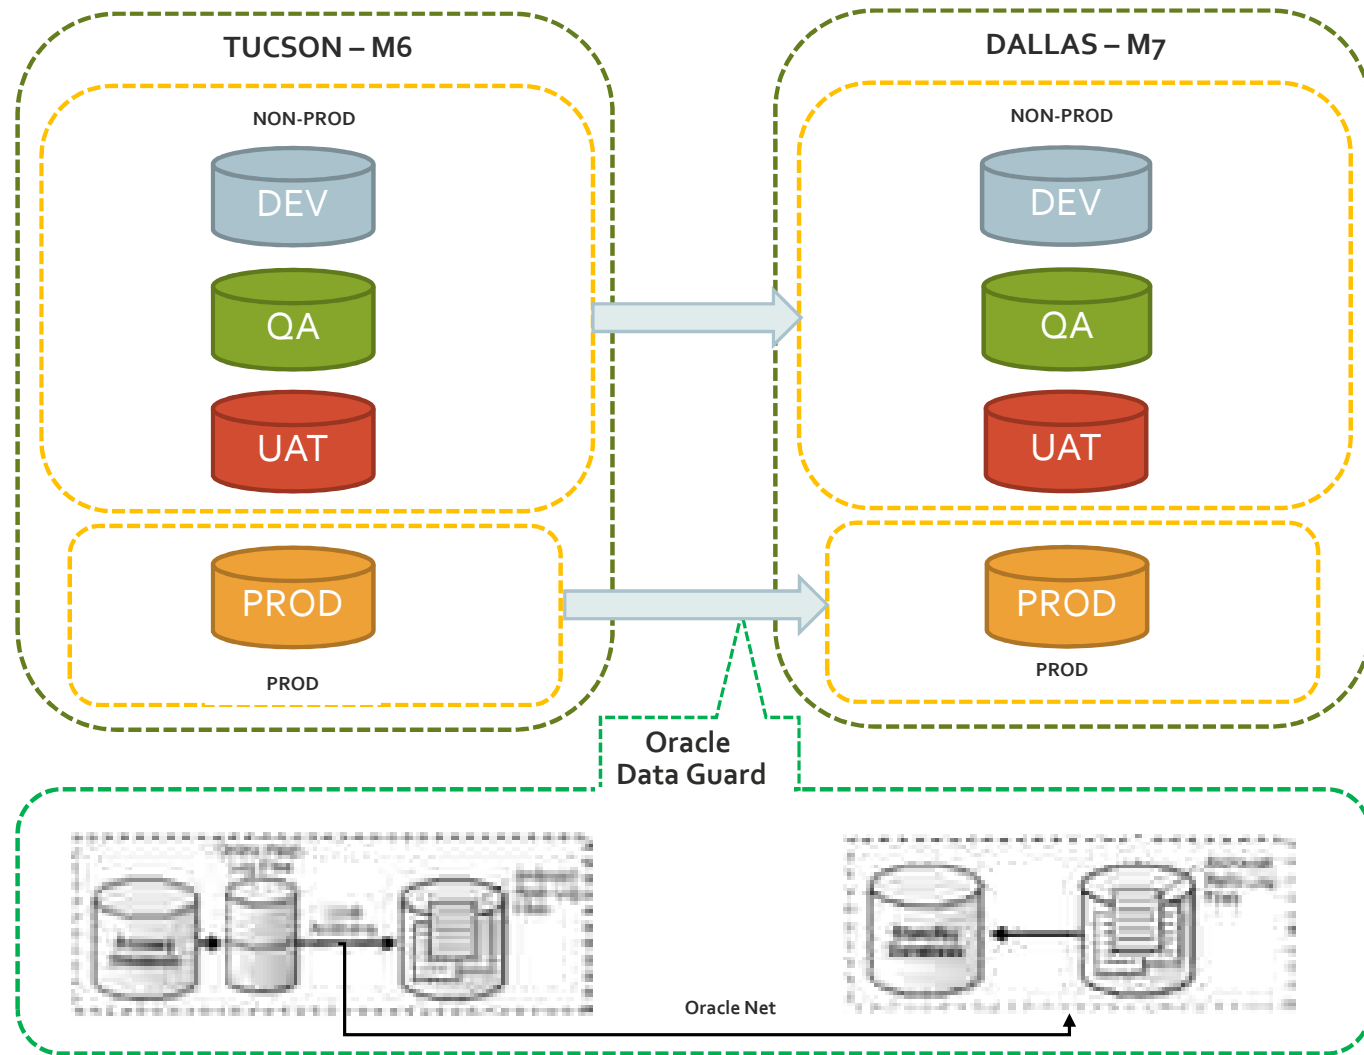 TUCSON – M6
DALLAS – M7
NON-PROD
NON-PROD
DEV
DEV
QA
QA
UAT
UAT
PROD
PROD
PROD
PROD
Oracle
Data Guard
Oracle Net